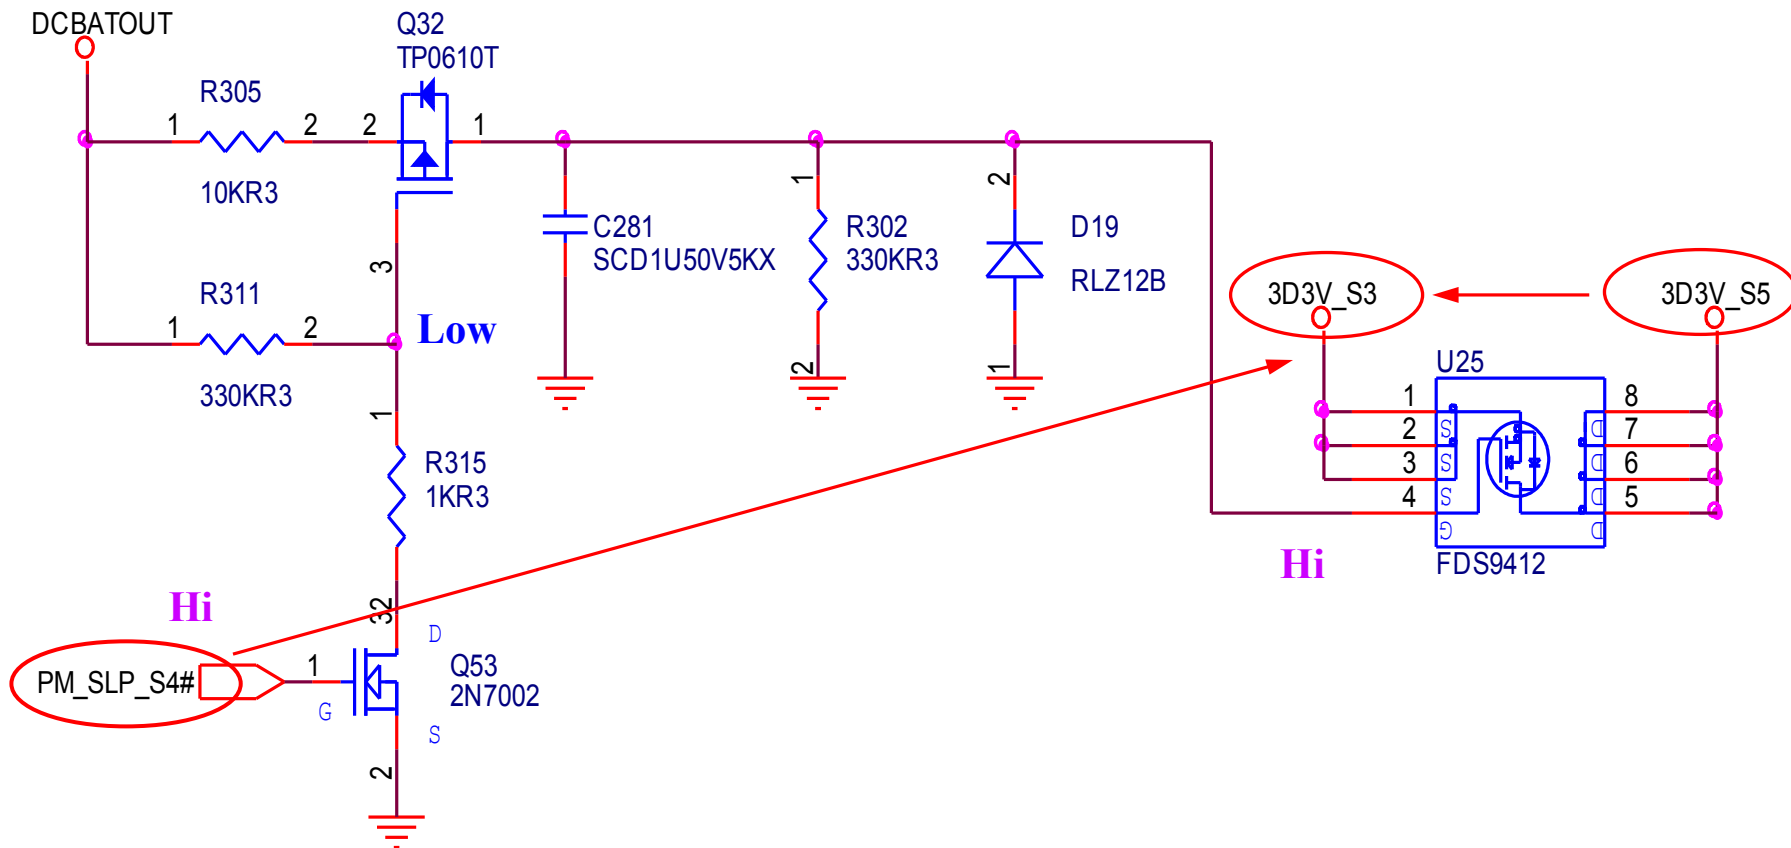 DCBATOUT
Q32
TP0610T
R305
1
2
2
1
10KR3
3
R311
1
2
330KR3
Low
C281
SCD1U50V5KX
1
R302
330KR3
2
2
D19
RLZ12B
1
3D3V_S3
3D3V_S5
U25
1
2
3
4
S
S
S
G
8
7
6
5
D
D
D
D
FDS9412
Hi
1
R315
1KR3
32
D
Hi
PM_SLP_S4#
1
G
Q53
2N7002
S
2